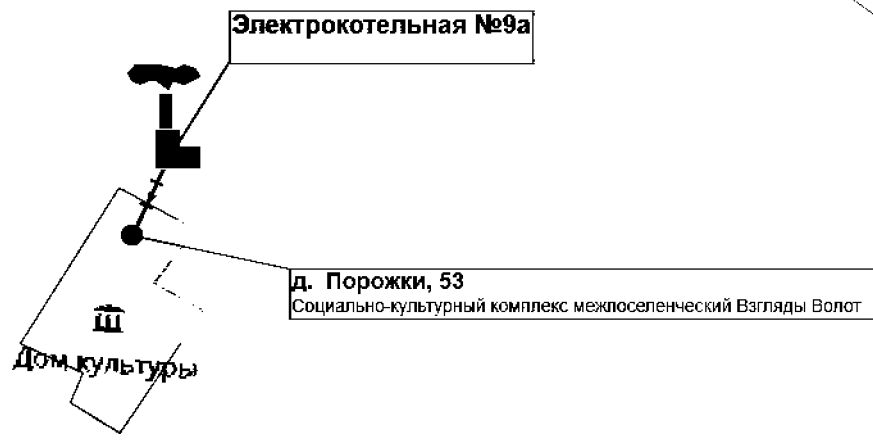 Электрокотельная №9а
д. Порожки, 53
Социально-культурный комплекс межпоселенческий Взгляды Волот
Дом культуры